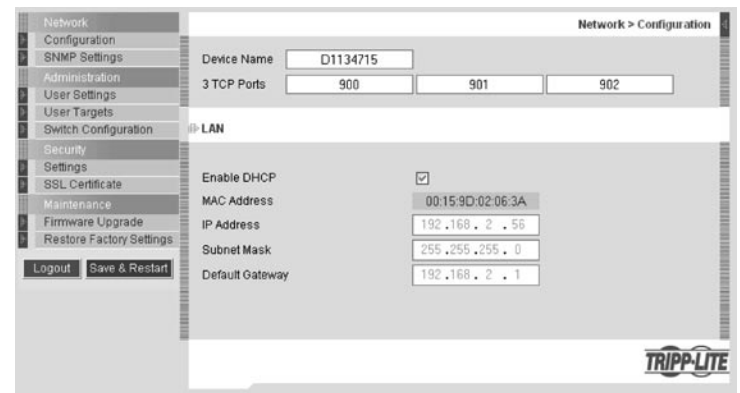 Network
Configuration
SNMP Settings
Administration
User Settings
User Targets
Switch Configuration
Security
Settings
SSL Certificate
Maintenance
Firmware Upgrade
Restore Factory Settings
Logout Save & Restart
Network > Configuration
Device Name D1134715
3 TCP Ports 900 901 902
LAN
Enable DHCP
MAC Address 00:15:9D:02:06:3A
IP Address 192.168. 2 . 56
Subnet Mask 255.255.255. 0
Default Gateway 192.168. 2 . 1
TRIPP·LITE